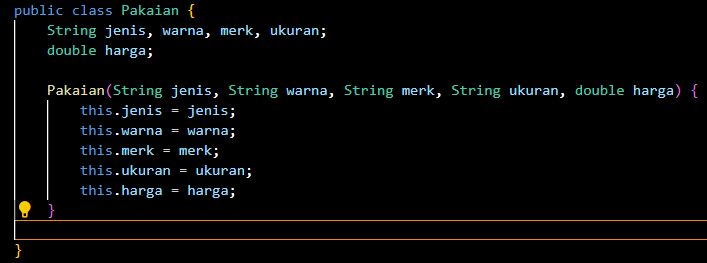 public class Pakaian {
    String jenis, warna, merk, ukuran;
    double harga;

    Pakaian(String jenis, String warna, String merk, String ukuran, double harga) {
        this.jenis = jenis;
        this.warna = warna;
        this.merk = merk;
        this.ukuran = ukuran;
        this.harga = harga;
    }

}